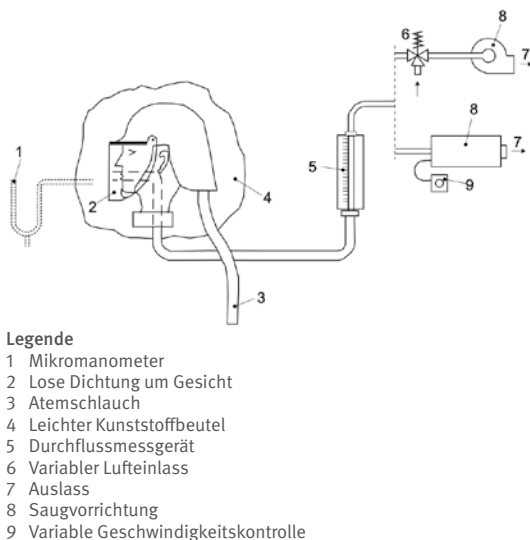 6
8
7
8
7
1
5
9
2
4
3
Legende
1 Mikromanometer
2 Lose Dichtung um Gesicht
3 Atemschlauch
4 Leichter Kunststoffbeutel
5 Durchflussmessgerät
6 Variabler Lufteinlass
7 Auslass
8 Saugvorrichtung
9 Variable Geschwindigkeitskontrolle